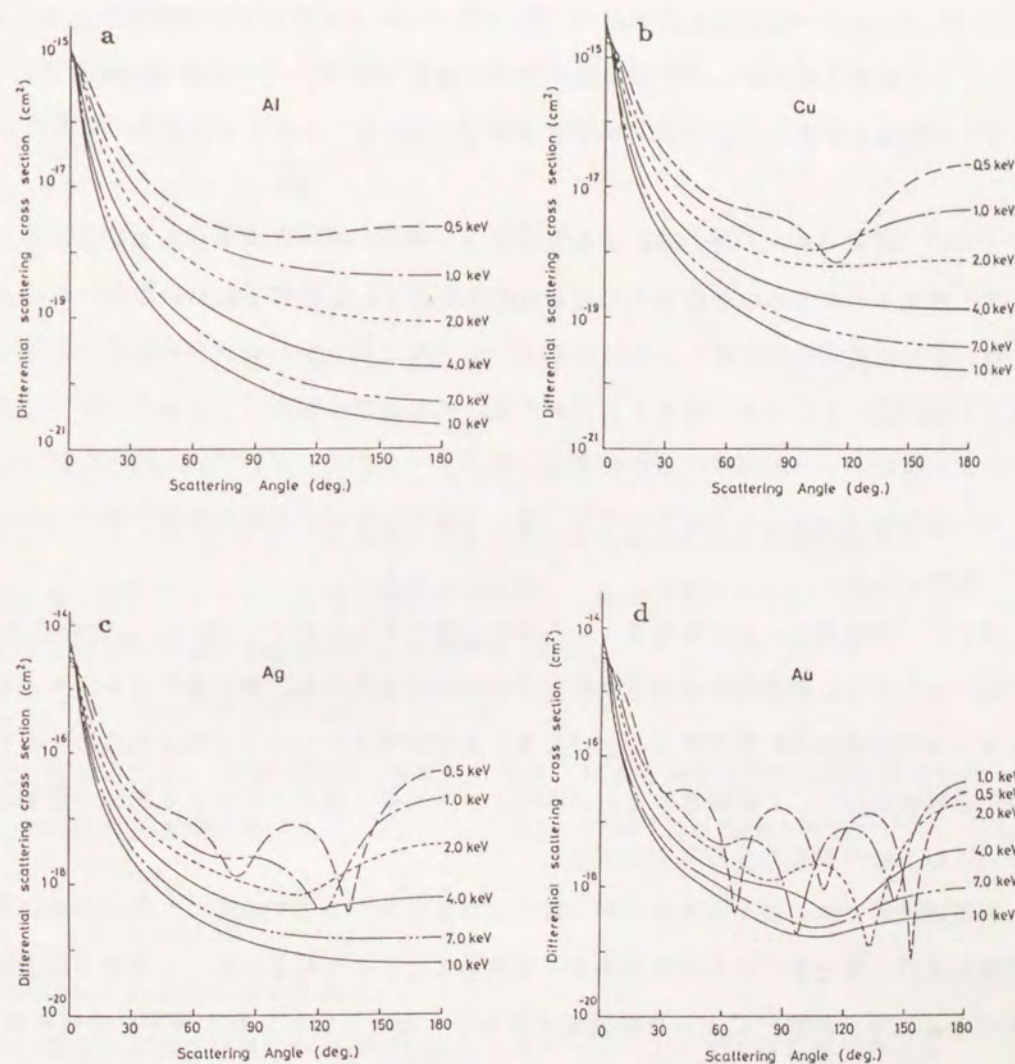 a
Al
10⁻¹⁵
10⁻¹⁷
10⁻¹⁹
10⁻²¹
Differential scattering cross section (cm²)
0,5 keV
1.0 keV
2.0 keV
4.0 keV
7.0 keV
10 keV
0 30 60 90 120 150 180
Scattering Angle (deg.)
b
Cu
10⁻¹⁵
10⁻¹⁷
10⁻¹⁹
10⁻²¹
Differential scattering cross section (cm²)
0,5 keV
1.0 keV
2.0 keV
4.0 keV
7.0 keV
10 keV
0 30 60 90 120 150 180
Scattering Angle (deg.)
c
Ag
10⁻¹⁴
10⁻¹⁶
10⁻¹⁶
10⁻²⁰
Differential scattering cross section (cm²)
0,5 keV
1.0 keV
2.0 keV
4.0 keV
7.0 keV
10 keV
0 30 60 90 120 150 180
Scattering Angle (deg.)
d
Au
10⁻¹⁴
10⁻¹⁶
10⁻¹⁶
10⁻²⁰
Differential scattering cross section (cm²)
1.0 keV
0,5 keV
2.0 keV
4.0 keV
7.0 keV
10 keV
0 30 60 90 120 150 180
Scattering Angle (deg.)